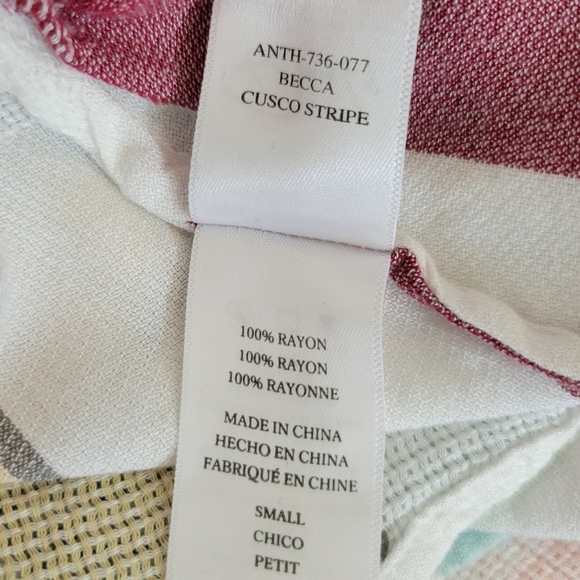 ANTH-736-077
BECCA
CUSCO STRIPE
100% RAYON
100% RAYON
100% RAYONNE
MADE IN CHINA
HECHO EN CHINA
FABRIQUÉ EN CHINE
SMALL
CHICO
PETIT